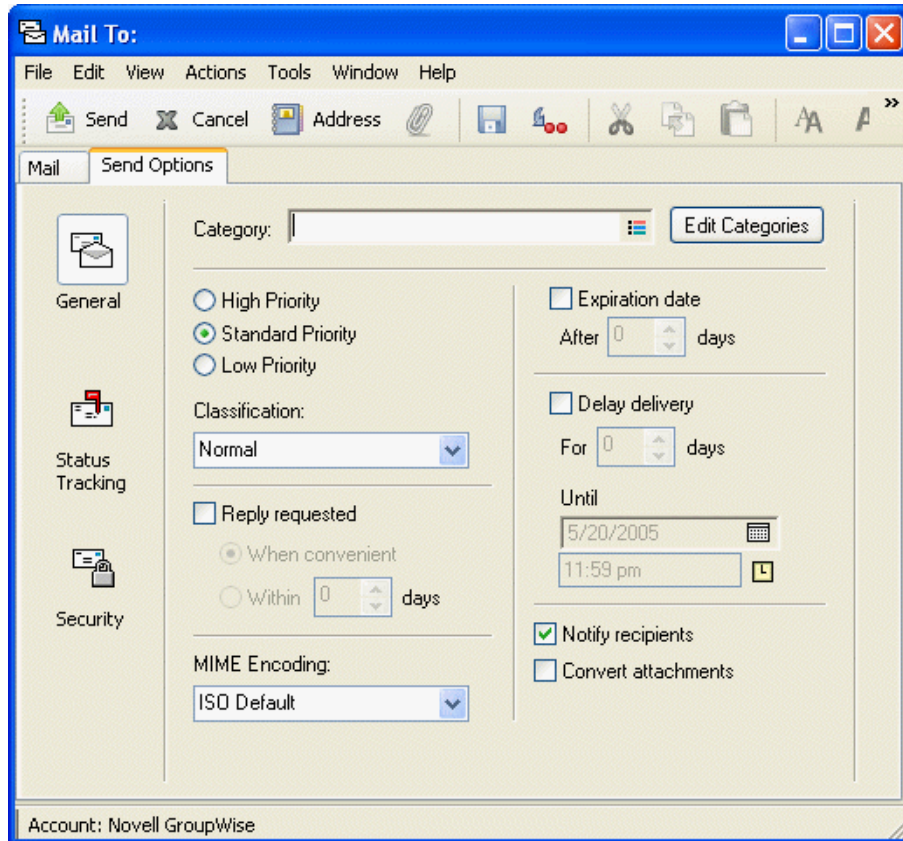 Mail To:
File Edit View Actions Tools Window Help
Send Cancel Address
Mail Send Options
General
Status
Tracking
Security
Category: Edit Categories
High Priority
Standard Priority
Low Priority
Classification:
Normal
Reply requested
When convenient
Within 0 days
MIME Encoding:
ISO Default
Expiration date
After 0 days
Delay delivery
For 0 days
Until
5/20/2005
11:59 pm
Notify recipients
Convert attachments
Account: Novell GroupWise